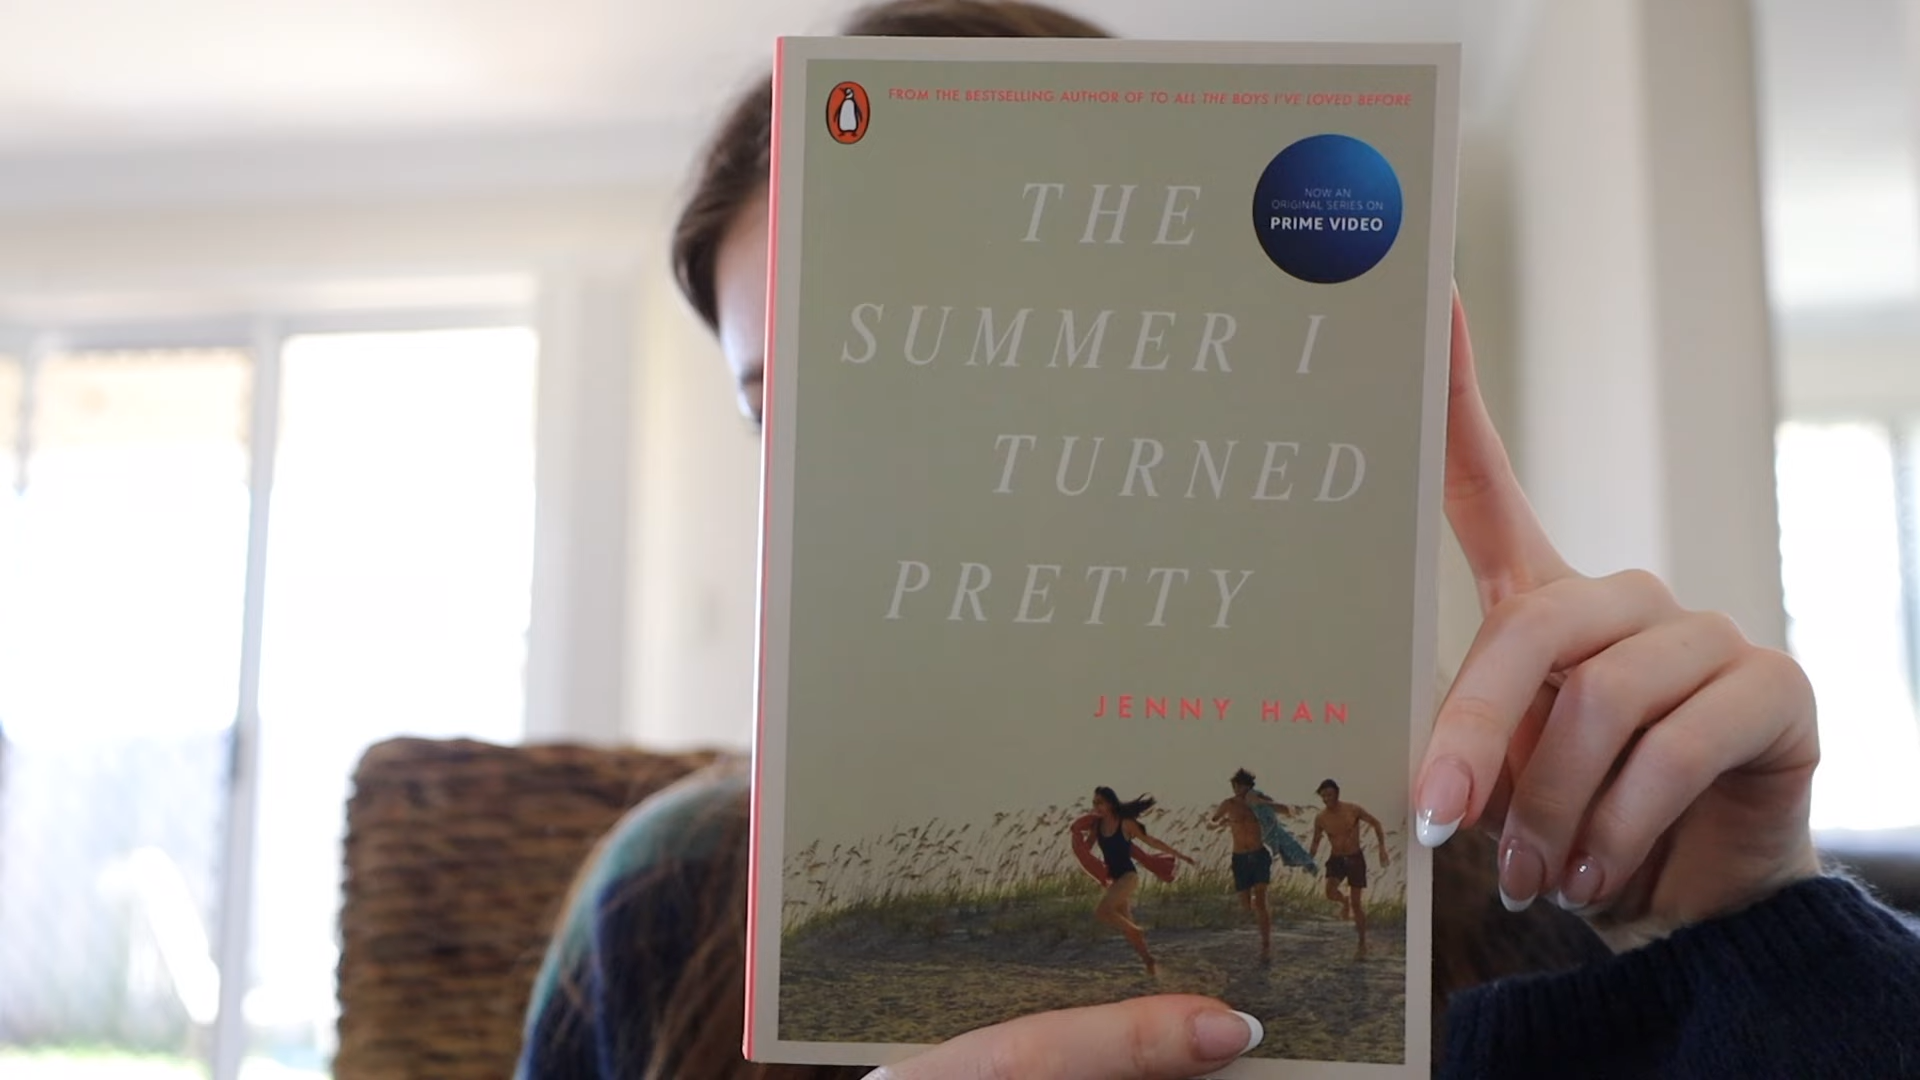 FROM THE BESTSELLING AUTHOR OF TO ALL THE BOYS I'VE LOVED BEFORE
NOW AN
ORIGINAL SERIES ON
PRIME VIDEO
THE
SUMMER I
TURNED
PRETTY
JENNY HAN